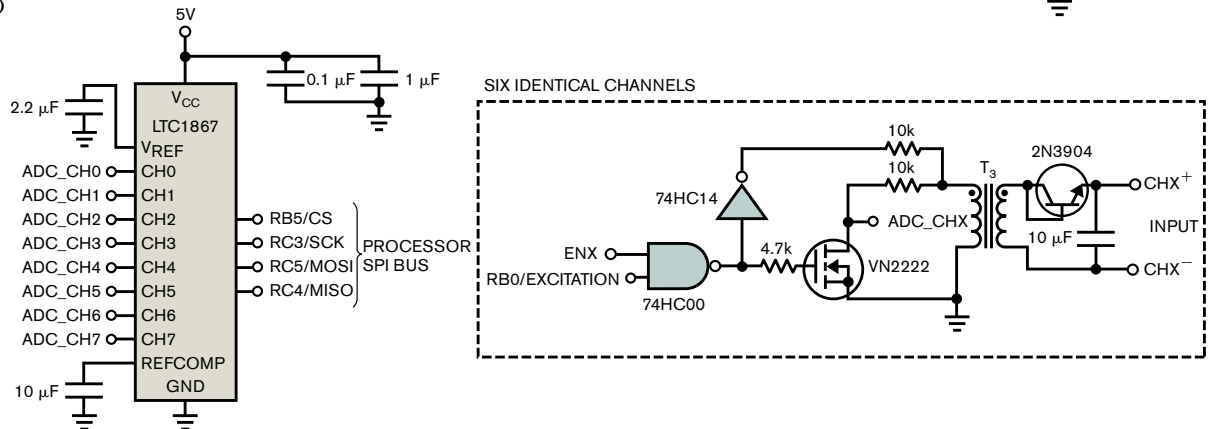 5V
0.1 µF
1 µF
2.2 µF
VCC
LTC1867
VREF
ADC_CH0
CH0
ADC_CH1
CH1
ADC_CH2
CH2
RB5/CS
ADC_CH3
CH3
RC3/SCK
ADC_CH4
CH4
RC5/MOSI
ADC_CH5
CH5
RC4/MISO
PROCESSOR
SPI BUS
ADC_CH6
CH6
ADC_CH7
CH7
REFCOMP
10 µF
GND
SIX IDENTICAL CHANNELS
10k
10k
T3
2N3904
CHX+
74HC14
ADC_CHX
INPUT
10 µF
ENX
4.7k
VN2222
CHX−
RB0/EXCITATION
74HC00